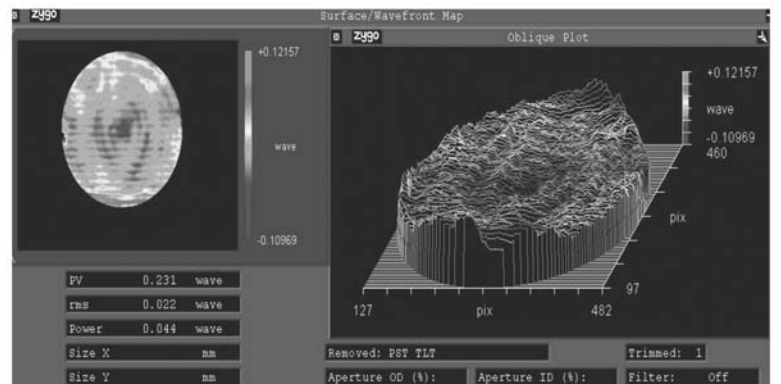 zygo Surface/Wavefront Map
+0.12157
wave
-0.10969
zygo Oblique Plot
+0.12157
wave
-0.10969
460
pix
97
127 pix 482
PV 0.231 wave
rms 0.022 wave
Power 0.044 wave
Size X mm
Size Y mm
Removed: PST TLT Trimmed: 1
Aperture OD (%): Aperture ID (%): Filter: Off